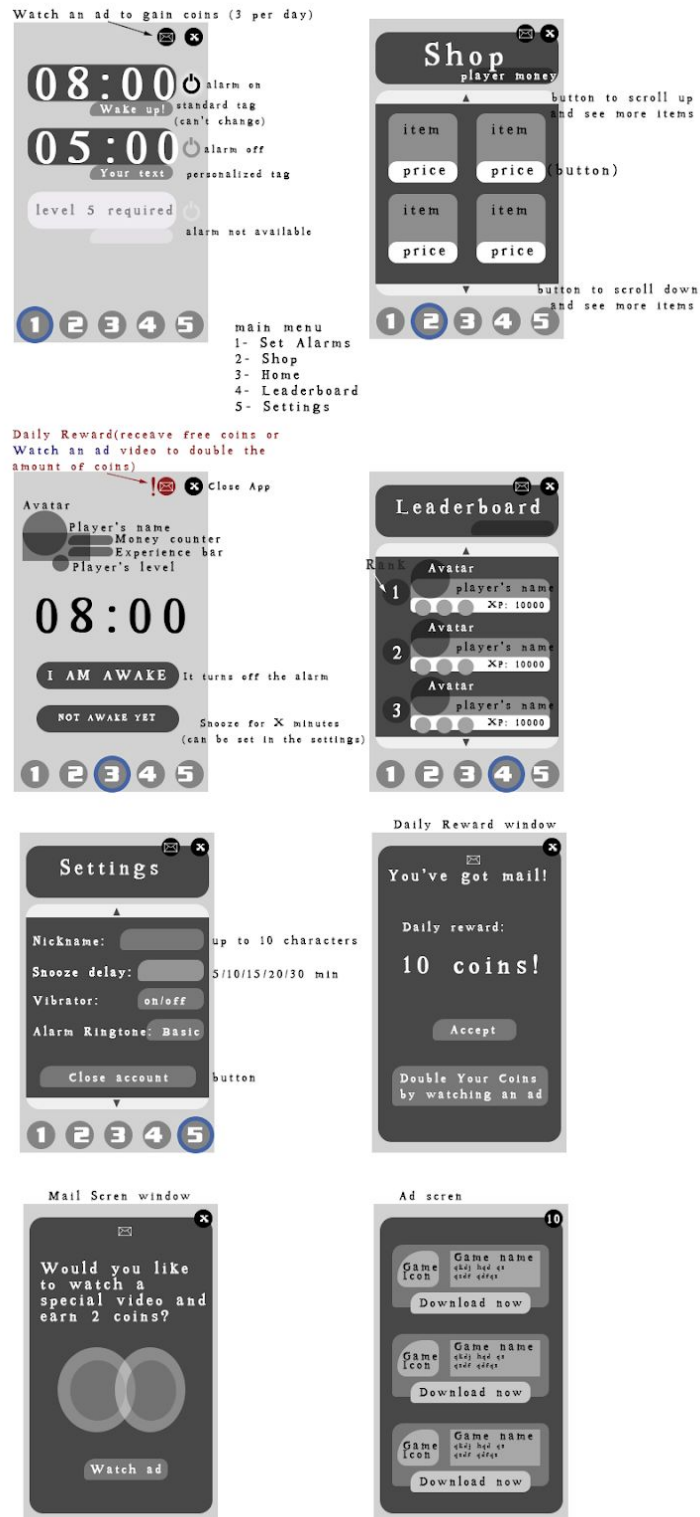 Watch an ad to gain coins (3 per day)
08:00
alarm on
Wake up!
standard tag
(can't change)
05:00
alarm off
Your text
personalized tag
level 5 required
alarm not available
1 2 3 4 5
Shop
player money
button to scroll up
and see more items
item item
price price
(button)
item item
price price
button to scroll down
and see more items
1 2 3 4 5
main menu
1- Set Alarms
2- Shop
3- Home
4- Leaderboard
5- Settings
Daily Reward(receave free coins or
Watch an ad video to double the
amount of coins)
!
Close App
Avatar
Player's name
Money counter
Experience bar
Player's level
08:00
I AM AWAKE
It turns off the alarm
NOT AWAKE YET
Snooze for X minutes
(can be set in the settings)
1 2 3 4 5
Leaderboard
Rank
Avatar
1
player's name
XP: 10000
Avatar
2
player's name
XP: 10000
Avatar
3
player's name
XP: 10000
1 2 3 4 5
Settings
Nickname:
up to 10 characters
Snooze delay:
5/10/15/20/30 min
Vibrator: on/off
Alarm Ringtone: Basic
Close account
button
1 2 3 4 5
Daily Reward window
You've got mail!
Daily reward:
10 coins!
Accept
Double Your Coins
by watching an ad
Mail Scren window
Would you like
to watch a
special video and
earn 2 coins?
Watch ad
Ad scren
10
Game name
Game
Icon
Download now
Game name
Game
Icon
Download now
Game name
Game
Icon
Download now